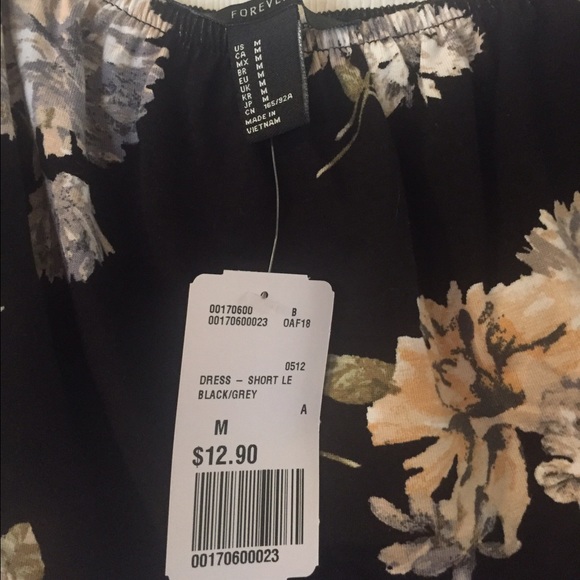 FOREVE
US M
CA M
MX M
BR M
EU M
UK M
KR M
JP M
CN 165/92A
MADE IN
VIETNAM
00170600 B
00170600023 OAF18
0512
DRESS – SHORT LE
BLACK/GREY
A
M
$12.90
00170600023